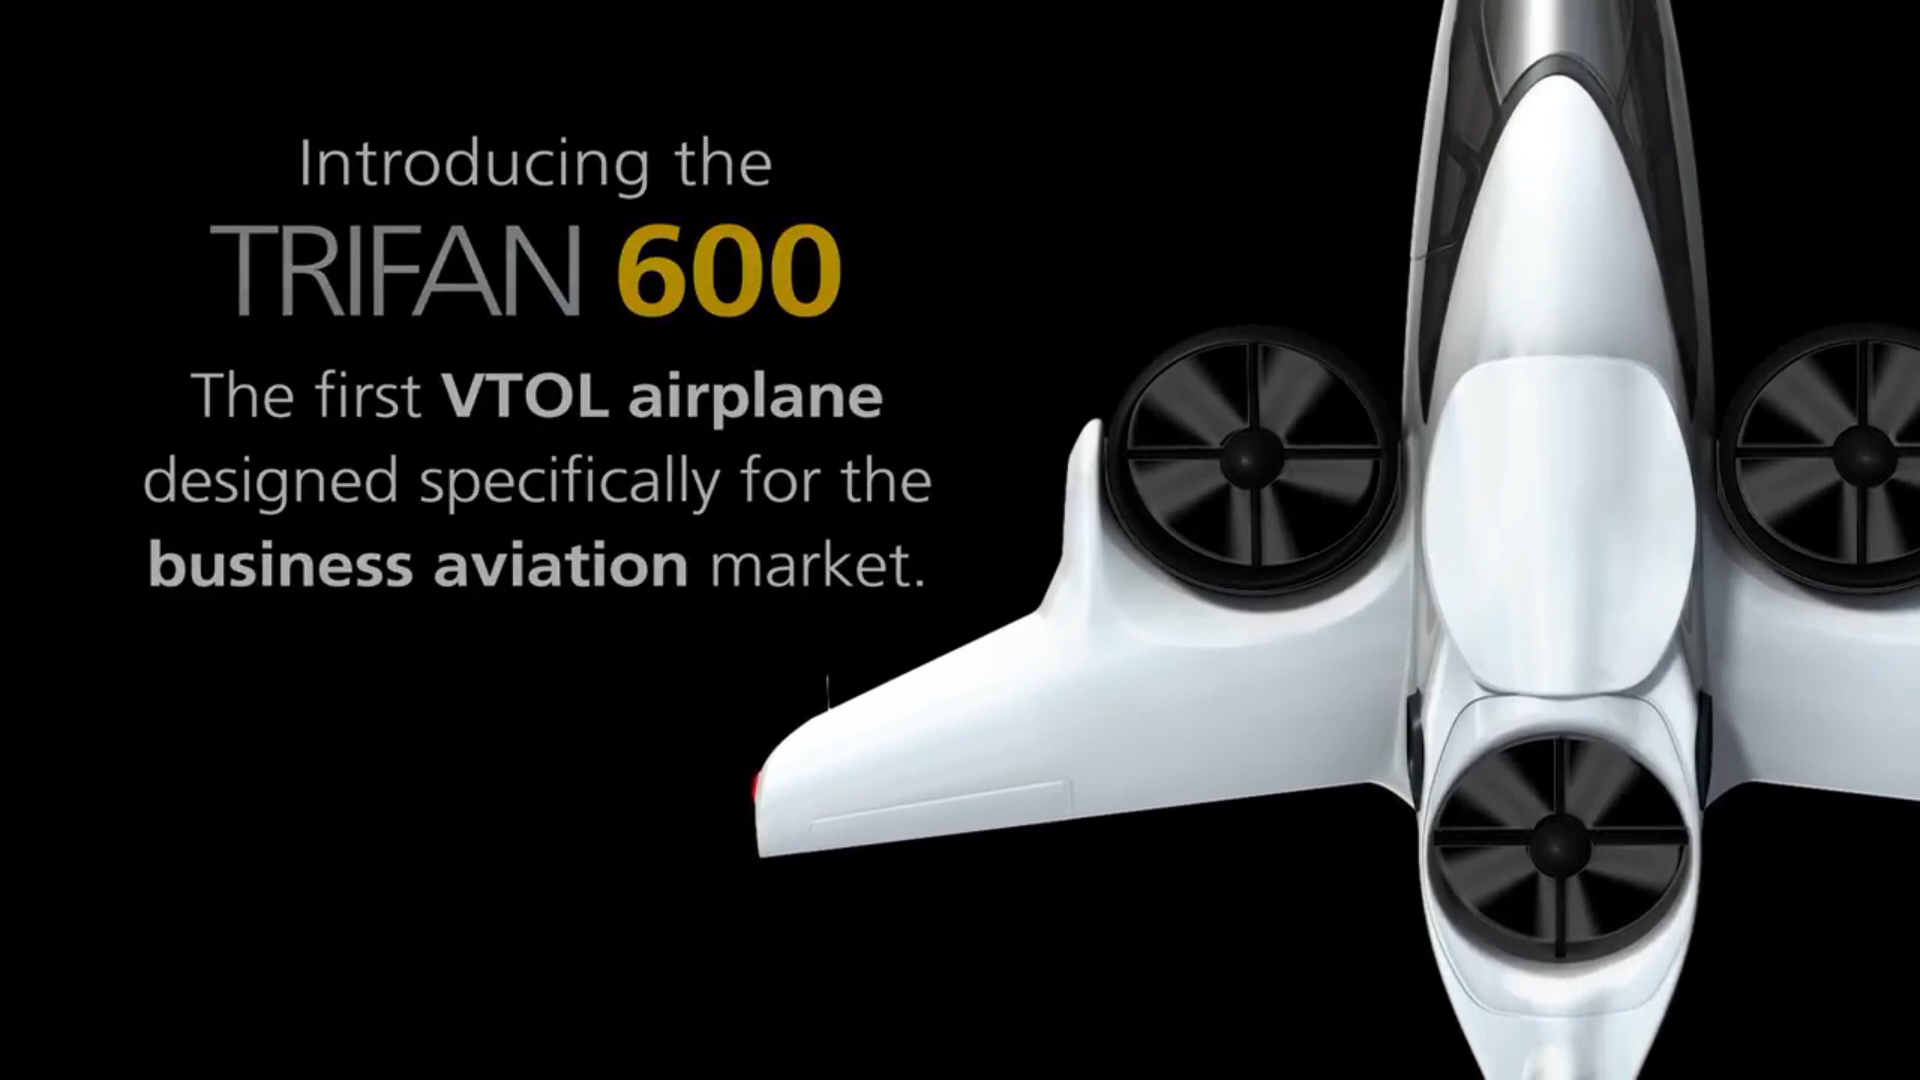 Introducing the
TRIFAN 600
The first VTOL airplane
designed specifically for the
business aviation market.